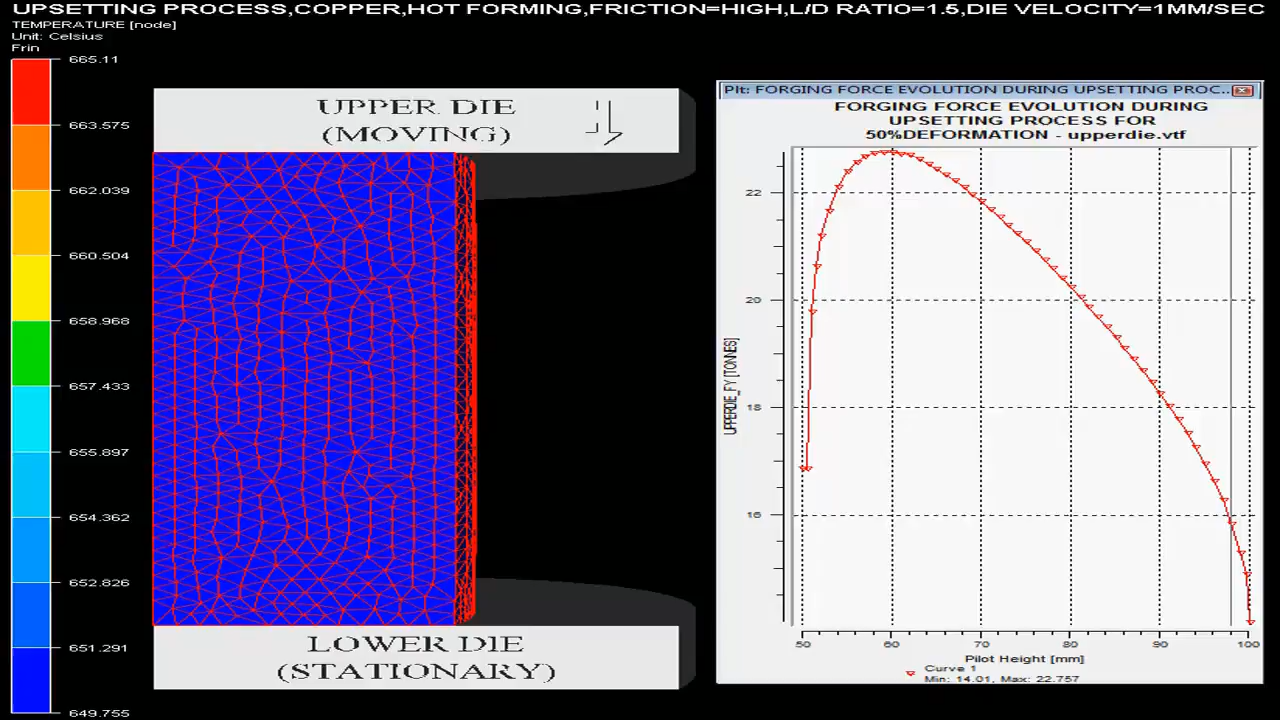 UPSETTING PROCESS,COPPER,HOT FORMING,FRICTION=HIGH,L/D RATIO=1.5,DIE VELOCITY=1MM/SEC
TEMPERATURE [node]
Unit: Celsius
Frin
665.11
663.575
662.039
660.504
658.968
657.433
655.897
654.362
652.826
651.291
649.755
UPPER DIE
(MOVING)
LOWER DIE
(STATIONARY)
Plt: FORGING FORCE EVOLUTION DURING UPSETTING PROC...
FORGING FORCE EVOLUTION DURING
UPSETTING PROCESS FOR
50%DEFORMATION - upperdie.vtf
UPPERDIE_FY [TONNES]
22
20
18
16
50 60 70 80 90 100
Pilot Height [mm]
Curve 1
Min: 14.01, Max: 22.757